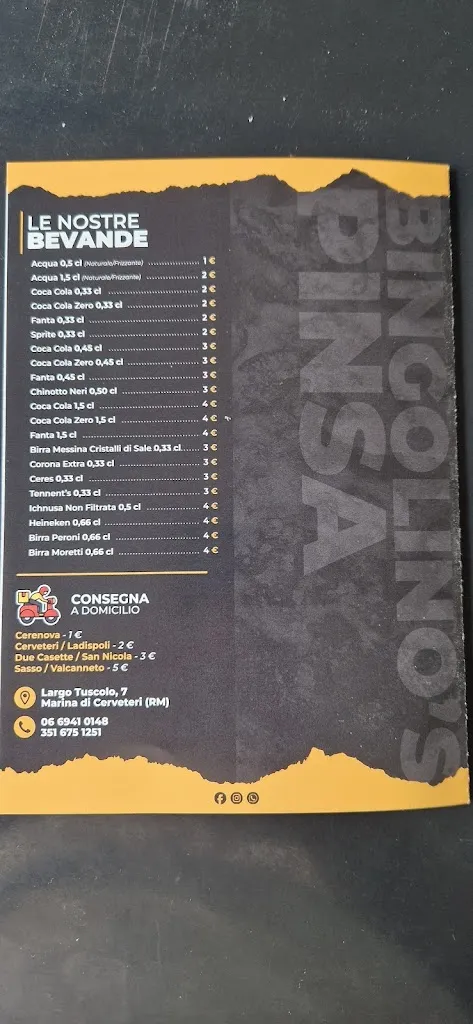 LE NOSTRE
BEVANDE
Acqua 0,5 cl (Naturale/Frizzante) 1 €
Acqua 1,5 cl (Naturale/Frizzante) 2 €
Coca Cola 0,33 cl 2 €
Coca Cola Zero 0,33 cl 2 €
Fanta 0,33 cl 2 €
Sprite 0,33 cl 2 €
Coca Cola 0,45 cl 3 €
Coca Cola Zero 0,45 cl 3 €
Fanta 0,45 cl 3 €
Chinotto Neri 0,50 cl 3 €
Coca Cola 1,5 cl 4 €
Coca Cola Zero 1,5 cl 4 €
Fanta 1,5 cl 4 €
Birra Messina Cristalli di Sale 0,33 cl 3 €
Corona Extra 0,33 cl 3 €
Ceres 0,33 cl 3 €
Tennent's 0,33 cl 3 €
Ichnusa Non Filtrata 0,5 cl 4 €
Heineken 0,66 cl 4 €
Birra Peroni 0,66 cl 4 €
Birra Moretti 0,66 cl 4 €
CONSEGNA
A DOMICILIO
Cerenova - 1 €
Cerveteri / Ladispoli - 2 €
Due Casette / San Nicola - 3 €
Sasso / Valcanneto - 5 €
Largo Tuscolo, 7
Marina di Cerveteri (RM)
06 6941 0148
351 675 1251
BINGOLINO'S
PINSA